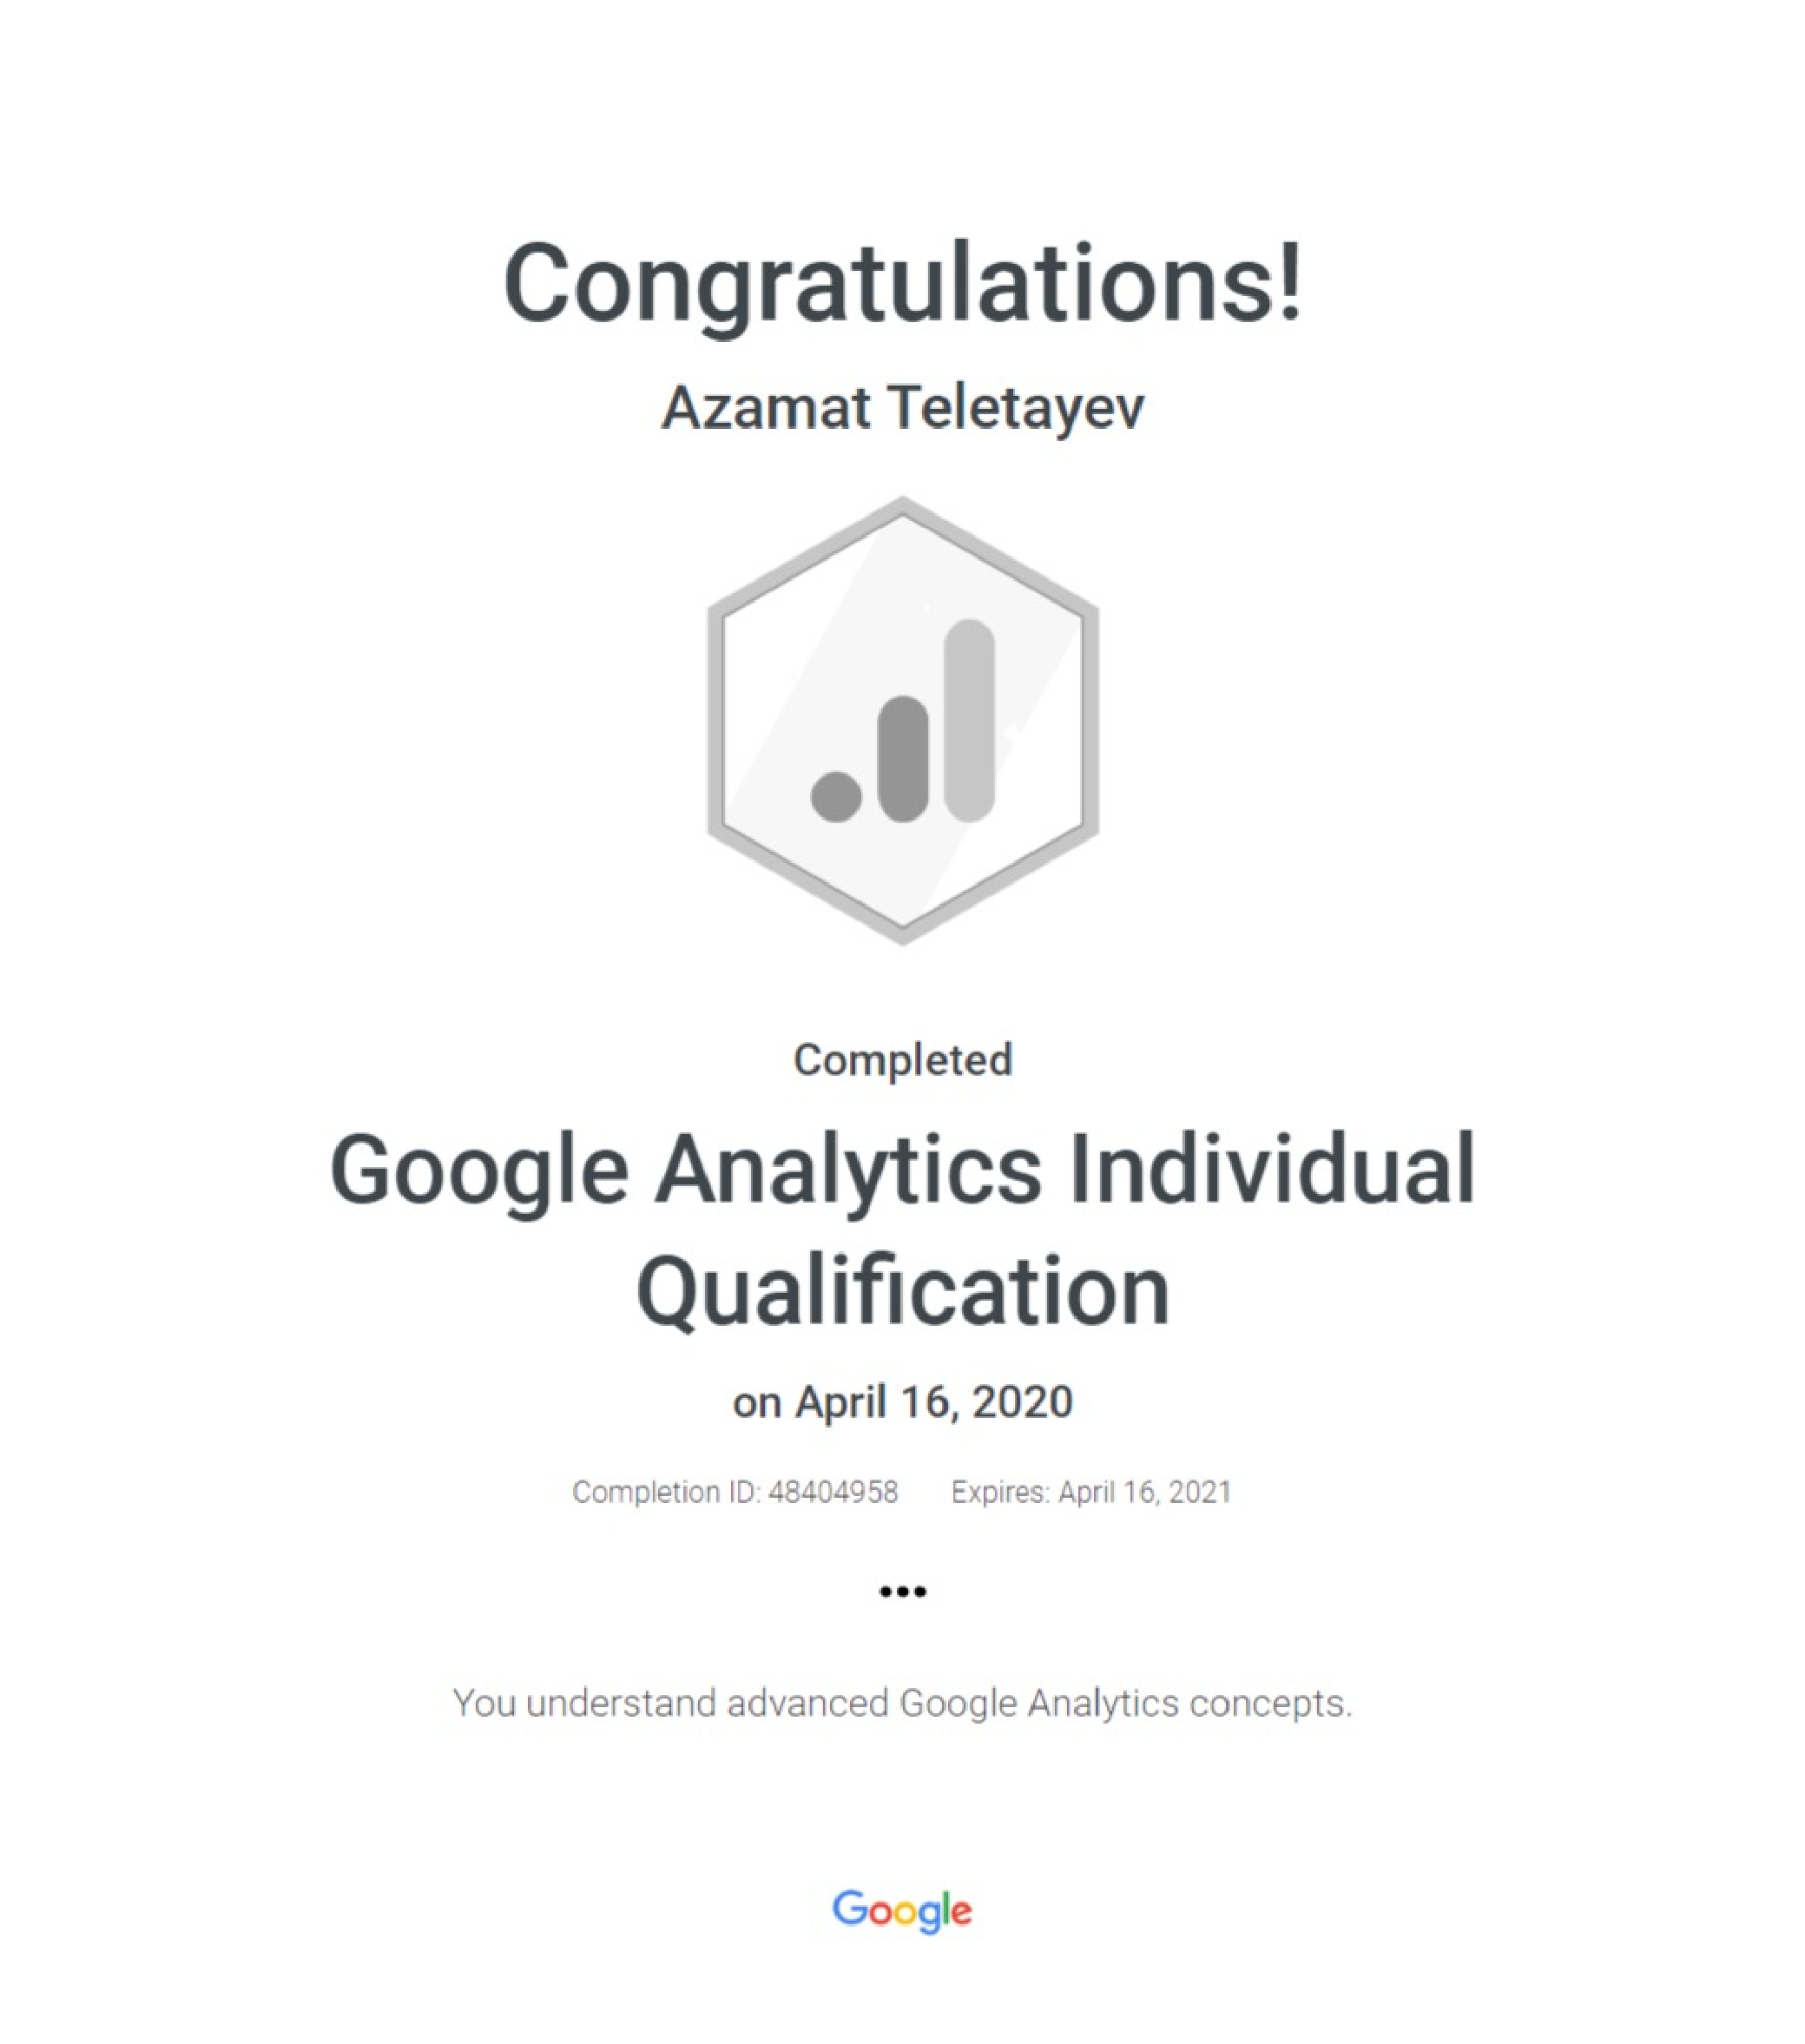 Congratulations!
Azamat Teletayev
Completed
Google Analytics Individual
Qualification
on April 16, 2020
Completion ID: 48404958 Expires: April 16, 2021
•••
You understand advanced Google Analytics concepts.
Google